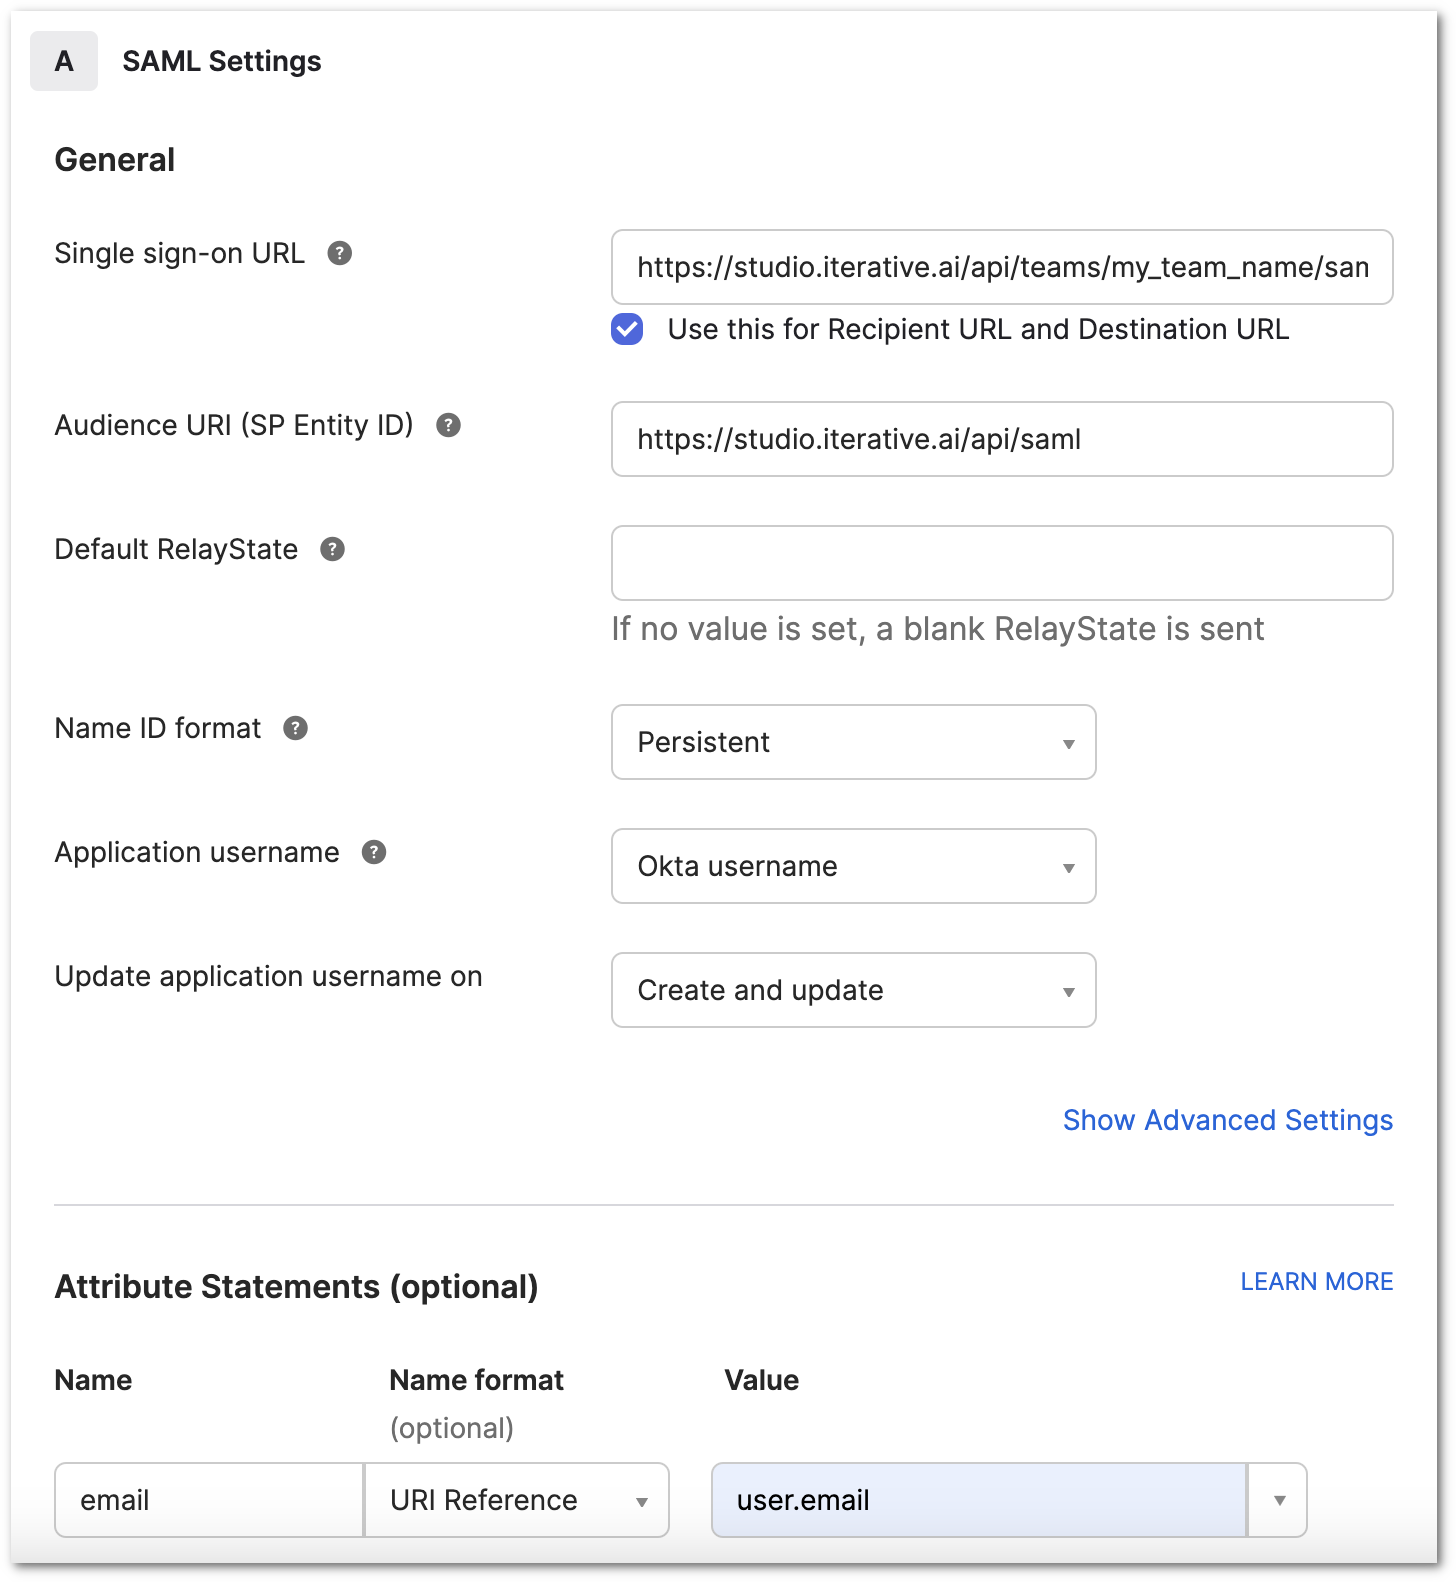 A SAML Settings
General
Single sign-on URL ?
https://studio.iterative.ai/api/teams/my_team_name/san
Use this for Recipient URL and Destination URL
Audience URI (SP Entity ID) ?
https://studio.iterative.ai/api/saml
Default RelayState ?
If no value is set, a blank RelayState is sent
Name ID format ?
Persistent
Application username ?
Okta username
Update application username on
Create and update
Show Advanced Settings
Attribute Statements (optional)
LEARN MORE
Name Name format Value
(optional)
email URI Reference user.email